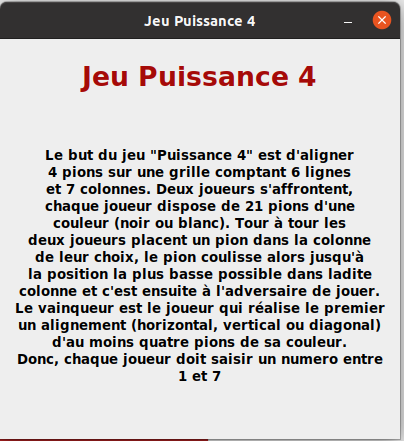 Jeu Puissance 4
Jeu Puissance 4
Le but du jeu "Puissance 4" est d'aligner
4 pions sur une grille comptant 6 lignes
et 7 colonnes. Deux joueurs s'affrontent,
chaque joueur dispose de 21 pions d'une
couleur (noir ou blanc). Tour à tour les
deux joueurs placent un pion dans la colonne
de leur choix, le pion coulisse alors jusqu'à
la position la plus basse possible dans ladite
colonne et c'est ensuite à l'adversaire de jouer.
Le vainqueur est le joueur qui réalise le premier
un alignement (horizontal, vertical ou diagonal)
d'au moins quatre pions de sa couleur.
Donc, chaque joueur doit saisir un numero entre
1 et 7